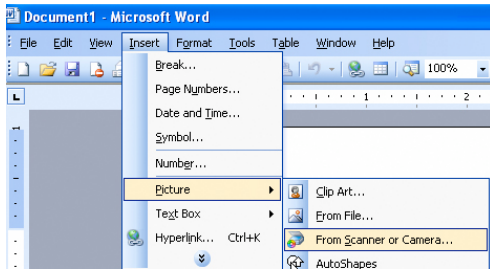 Document1 - Microsoft Word
File Edit View Insert Format Tools Table Window Help
100%
L 1 2
Break...
Page Numbers...
Date and Time...
Symbol...
Number...
Picture
Clip Art...
Text Box
From File...
Hyperlink... Ctrl+K
From Scanner or Camera...
AutoShapes
1